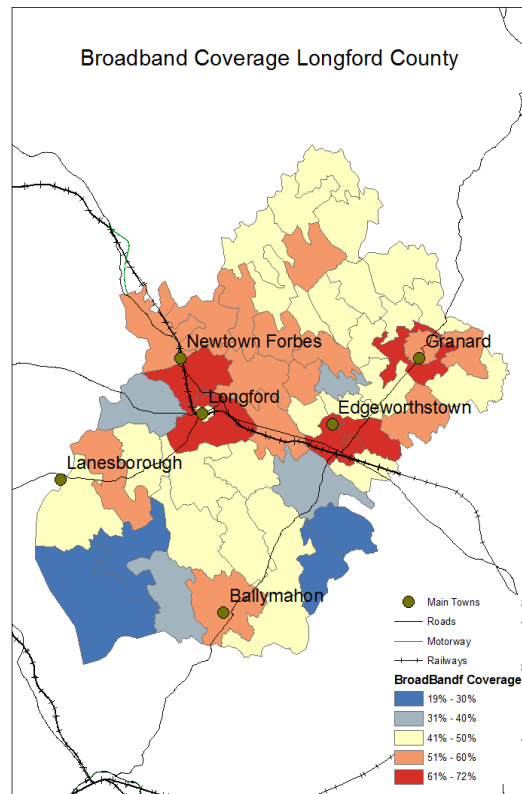 Broadband Coverage Longford County
Newtown Forbes
Granard
Longford
Edgeworthstown
Lanesborough
Ballymahon
Main Towns
Roads
Motorway
Railways
BroadBandf Coverage
19% - 30%
31% - 40%
41% - 50%
51% - 60%
61% - 72%